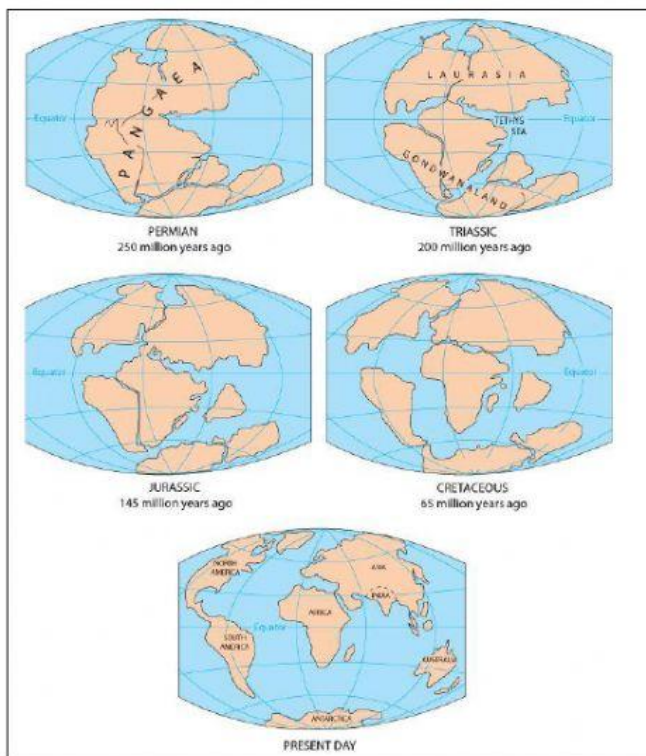 Equator
PANGAEA
PERMIAN
250 million years ago
LAURASIA
TETHYS
SEA
Equator
GONDWANALAND
TRIASSIC
200 million years ago
Equator
JURASSIC
145 million years ago
Equator
CRETACEOUS
65 million years ago
NORTH
AMERICA
ASIA
INDIA
AFRICA
Equator
SOUTH
AMERICA
AUSTRALIA
ANTARCTICA
PRESENT DAY